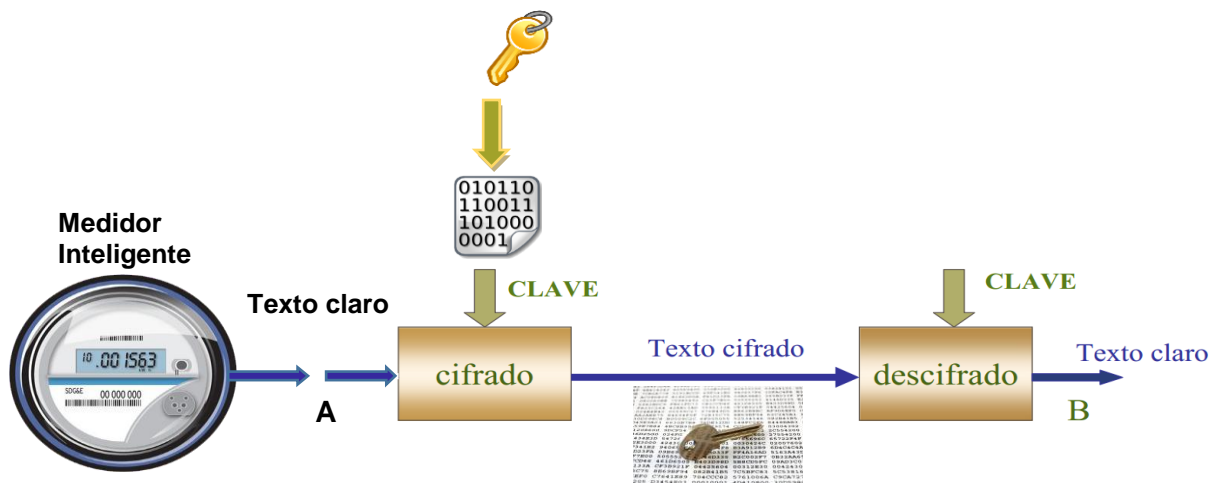 010110
110011
101000
0001
Medidor
Inteligente
CLAVE
CLAVE
Texto claro
10 .001563
SDG&E
00 000 000
A
cifrado
Texto cifrado
descifrado
Texto claro
B